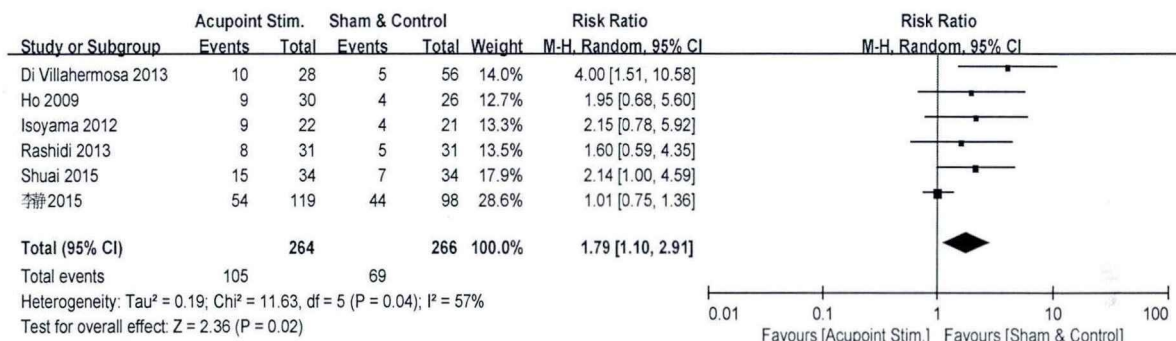 Acupoint Stim. Sham & Control Risk Ratio Risk Ratio
Study or Subgroup Events Total Events Total Weight M-H, Random, 95% CI M-H, Random, 95% CI
Di Villahermosa 2013 10 28 5 56 14.0% 4.00 [1.51, 10.58]
Ho 2009 9 30 4 26 12.7% 1.95 [0.68, 5.60]
Isoyama 2012 9 22 4 21 13.3% 2.15 [0.78, 5.92]
Rashidi 2013 8 31 5 31 13.5% 1.60 [0.59, 4.35]
Shuai 2015 15 34 7 34 17.9% 2.14 [1.00, 4.59]
李静2015 54 119 44 98 28.6% 1.01 [0.75, 1.36]
Total (95% CI) 264 266 100.0% 1.79 [1.10, 2.91]
Total events 105 69
Heterogeneity: Tau² = 0.19; Chi² = 11.63, df = 5 (P = 0.04); I² = 57%
Test for overall effect: Z = 2.36 (P = 0.02)
0.01 0.1 1 10 100
Favours [Acupoint Stim.] Favours [Sham & Control]